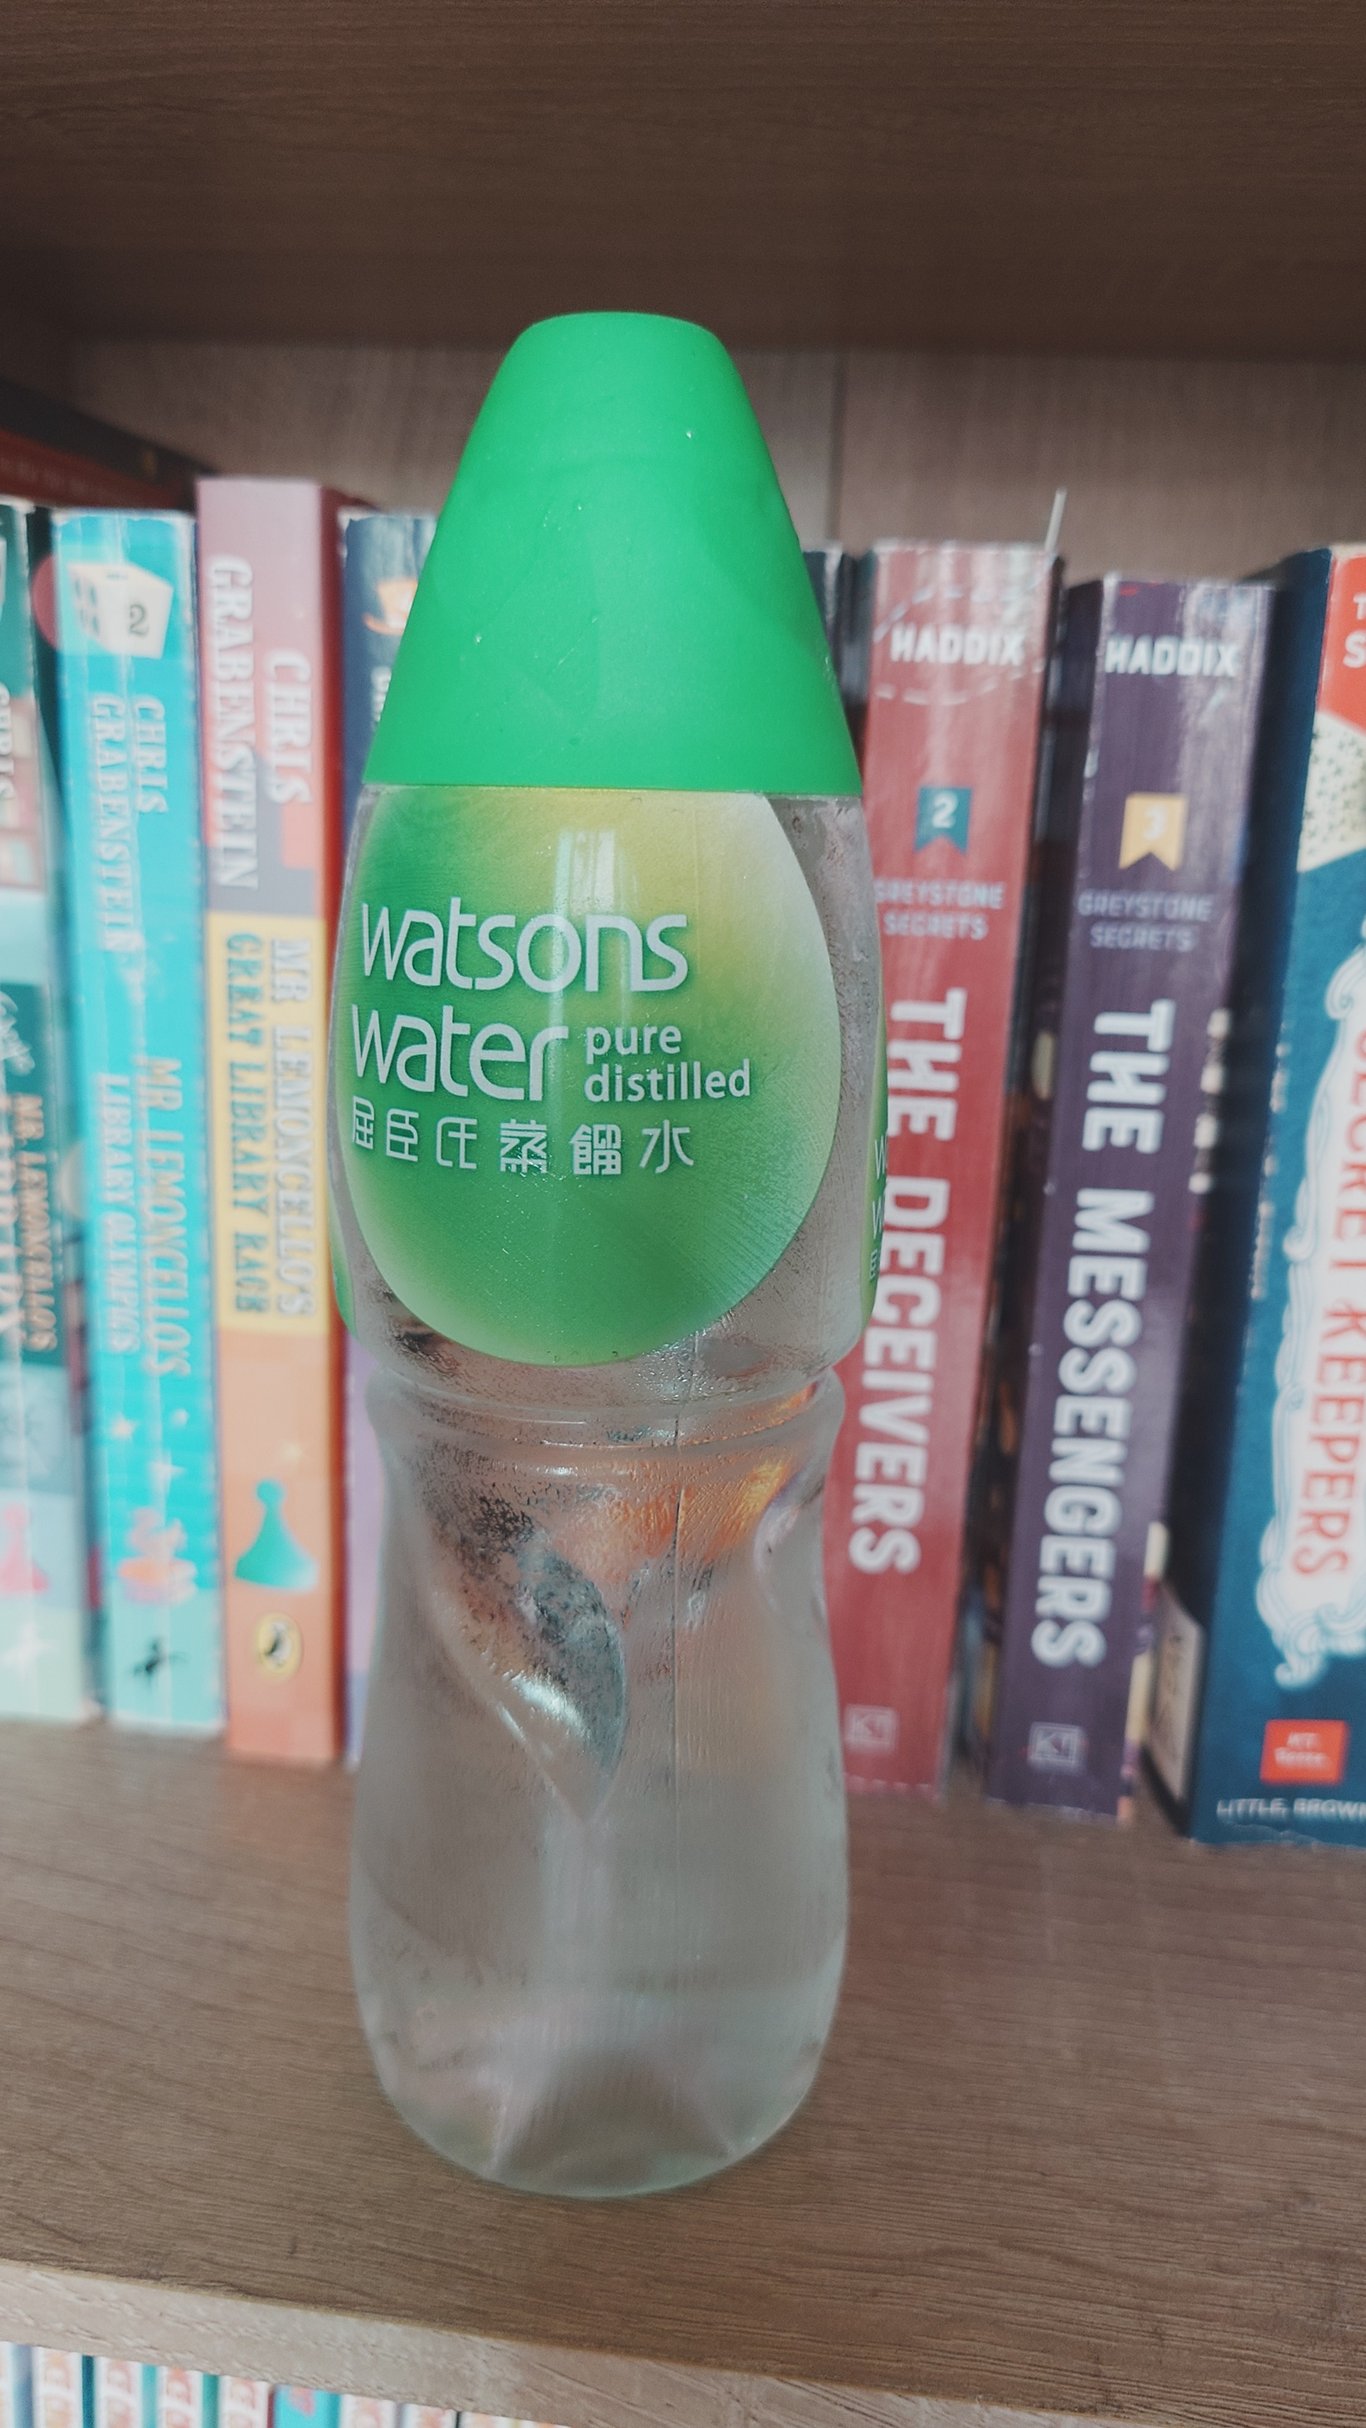 watsons
water pure
distilled
屈臣氏蒸餾水
2
CHRIS
GRABENSTEIN
MR. LEMONCELLO'S
LIBRARY OLYMPICS
CHRIS
GRABENSTEIN
MR LEMONCELLO'S
GREAT LIBRARY RACE
HADDIX
2
GREYSTONE
SECRETS
THE DECEIVERS
HADDIX
3
GREYSTONE
SECRETS
THE MESSENGERS
KEEPERS
LITTLE, BROWN